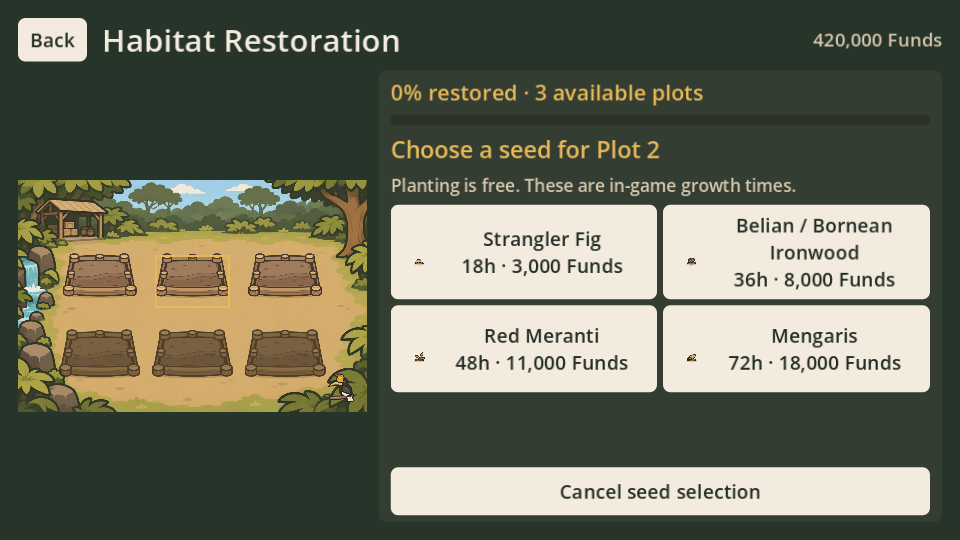 Back
Habitat Restoration
420,000 Funds
0% restored · 3 available plots
Choose a seed for Plot 2
Planting is free. These are in-game growth times.
Strangler Fig
18h · 3,000 Funds
Belian / Bornean
Ironwood
36h · 8,000 Funds
Red Meranti
48h · 11,000 Funds
Mengaris
72h · 18,000 Funds
Cancel seed selection